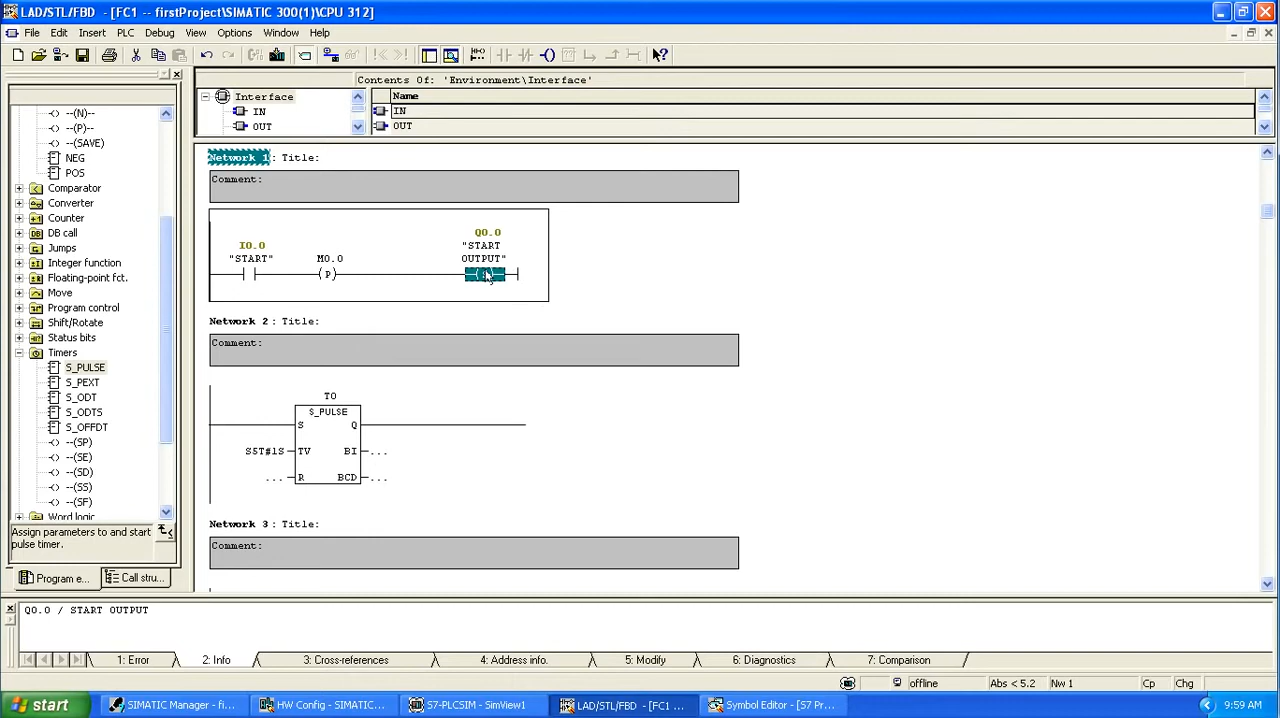 LAD/STL/FBD - [FC1 -- firstProject\SIMATIC 300(1)\CPU 312]
File Edit Insert PLC Debug View Options Window Help
Contents Of: 'Environment\Interface'
Interface
IN
OUT
Name
IN
OUT
--(N)--
--(P)--
--(SAVE)
NEG
POS
Comparator
Converter
Counter
DB call
Jumps
Integer function
Floating-point fct.
Move
Program control
Shift/Rotate
Status bits
Timers
S_PULSE
S_PEXT
S_ODT
S_ODTS
S_OFFDT
--(SP)
--(SE)
--(SD)
--(SS)
--(SF)
Word logic
Assign parameters to and start
pulse timer.
Program e... Call stru...
Network 1 : Title:
Comment:
Q0.0
I0.0 "START
"START" M0.0 OUTPUT"
(P)
Network 2 : Title:
Comment:
T0
S_PULSE
S Q
S5T#1S TV BI ...
... R BCD ...
Network 3 : Title:
Comment:
Q0.0 / START OUTPUT
1: Error 2: Info 3: Cross-references 4: Address info. 5: Modify 6: Diagnostics 7: Comparison
offline Abs < 5.2 Nw 1 Cp Chg
start SIMATIC Manager - fi... HW Config - SIMATIC... S7-PLCSIM - SimView1 LAD/STL/FBD - [FC1 ... Symbol Editor - [S7 Pr... 9:59 AM